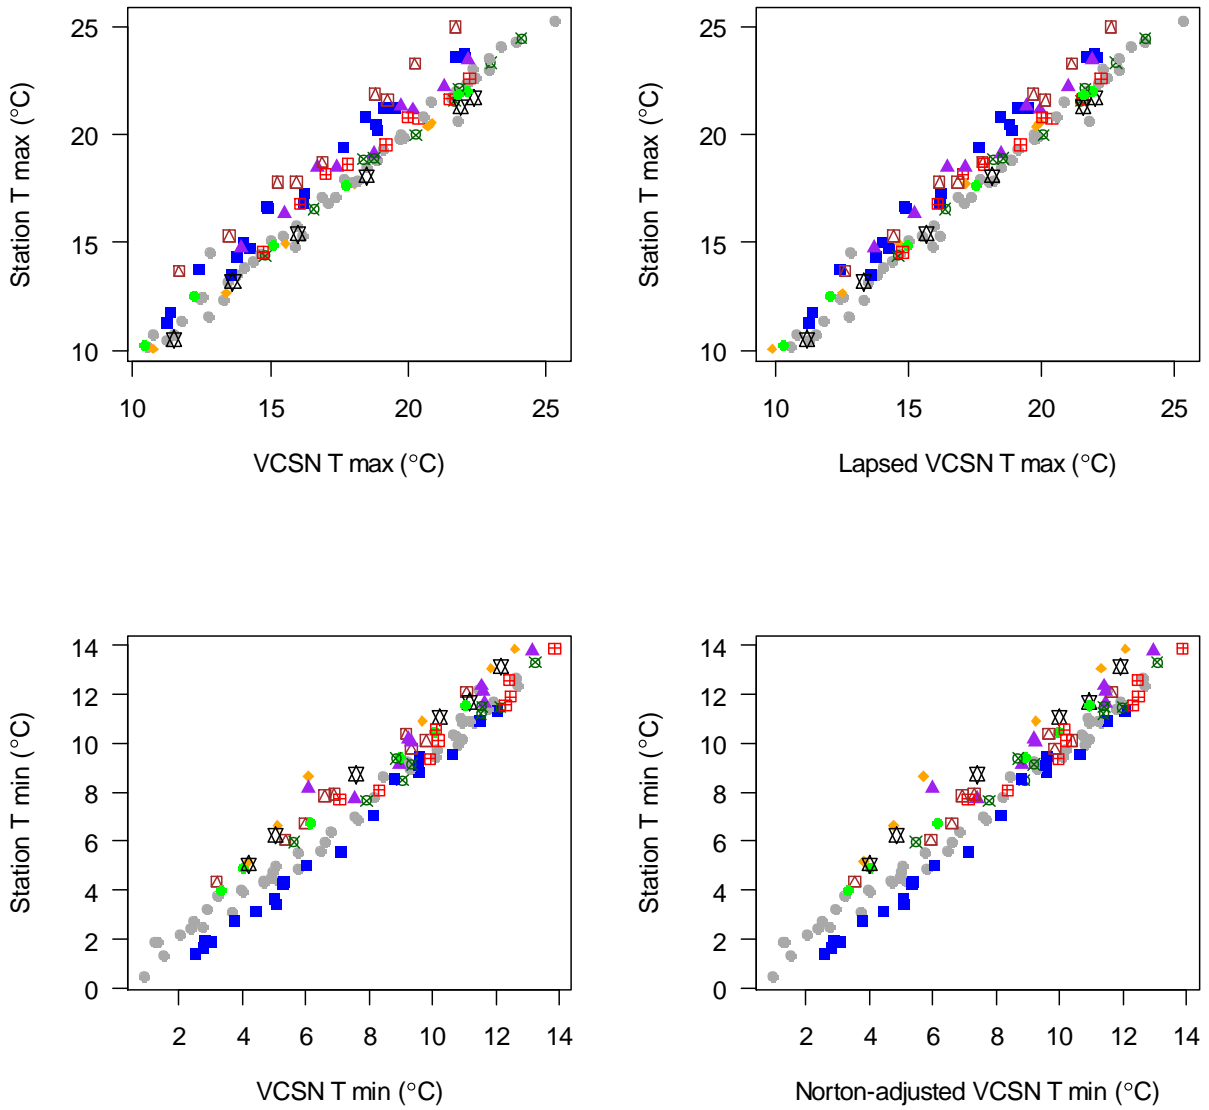 25
20
15
10
Station T max (°C)
10 15 20 25
VCSN T max (°C)
25
20
15
10
Station T max (°C)
10 15 20 25
Lapsed VCSN T max (°C)
14
12
10
8
6
4
2
0
Station T min (°C)
2 4 6 8 10 12 14
VCSN T min (°C)
14
12
10
8
6
4
2
0
Station T min (°C)
2 4 6 8 10 12 14
Norton-adjusted VCSN T min (°C)